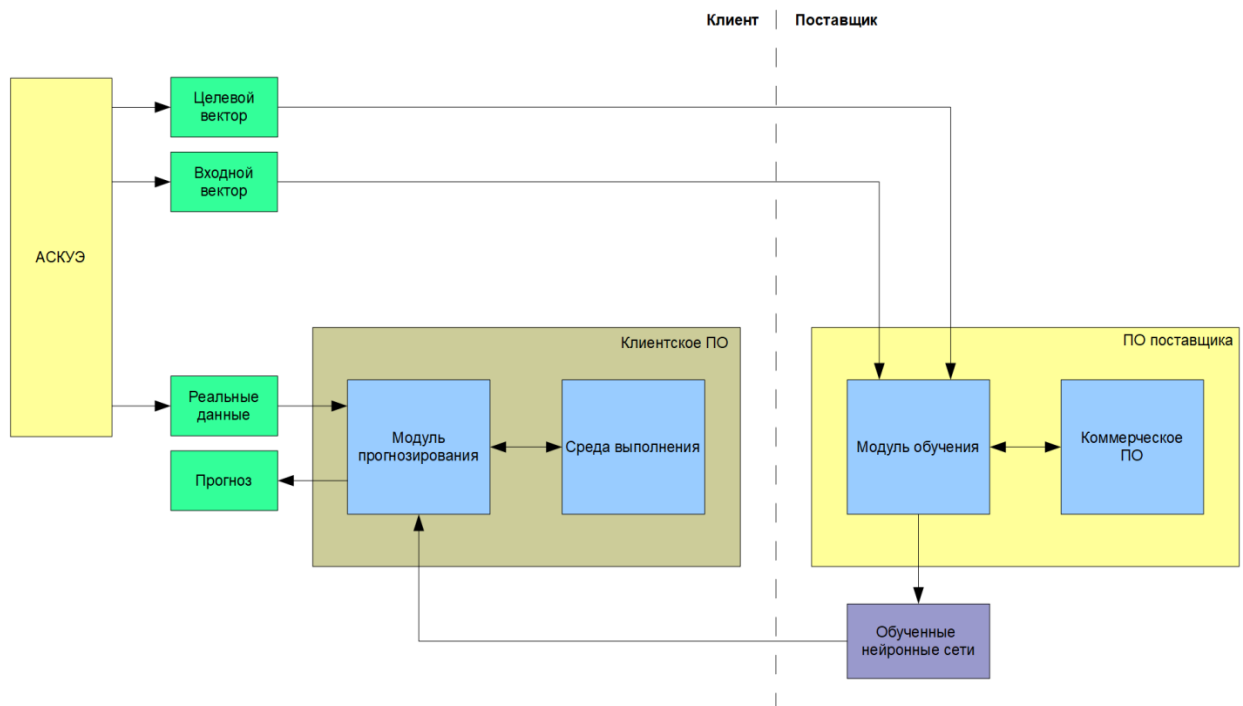 Клиент
Поставщик
Целевой
вектор
Входной
вектор
АСКУЭ
Клиентское ПО
ПО поставщика
Реальные
данные
Модуль
прогнозирования
Среда выполнения
Модуль обучения
Коммерческое
ПО
Прогноз
Обученные
нейронные сети